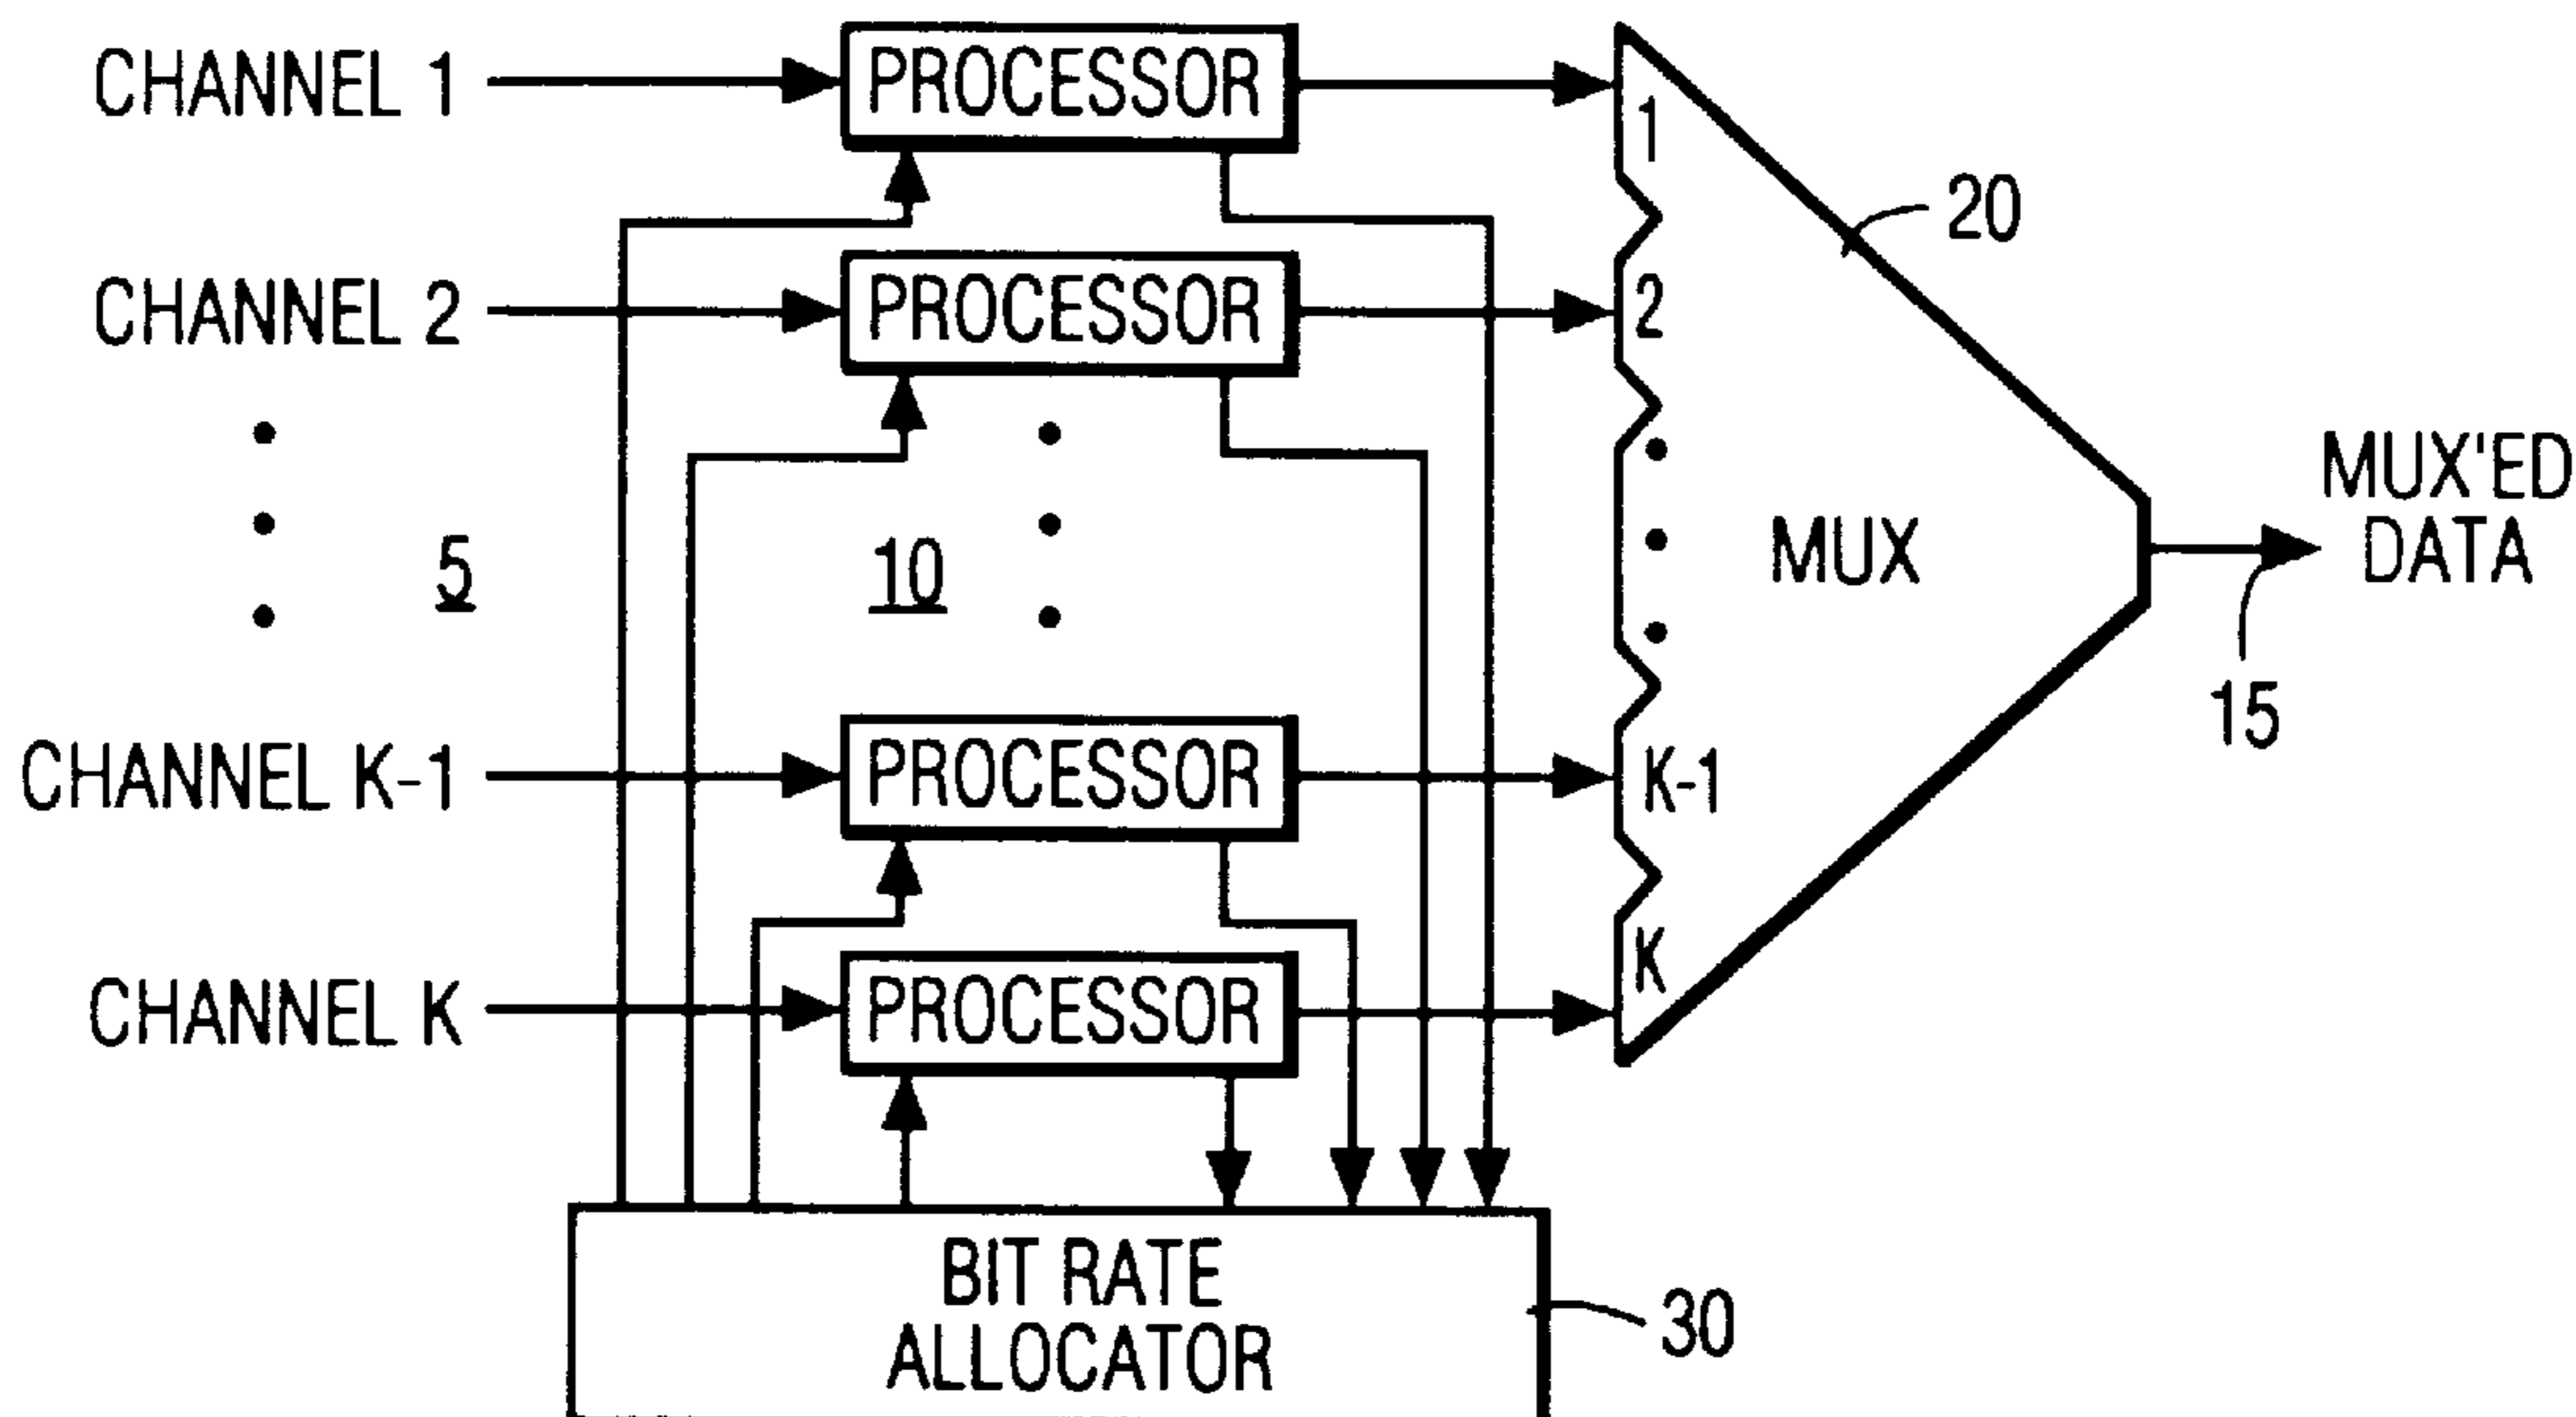 CHANNEL 1
PROCESSOR
1
CHANNEL 2
PROCESSOR
2
20
5
10
MUX
MUX'ED
DATA
15
CHANNEL K-1
PROCESSOR
K-1
CHANNEL K
PROCESSOR
K
BIT RATE
ALLOCATOR
30